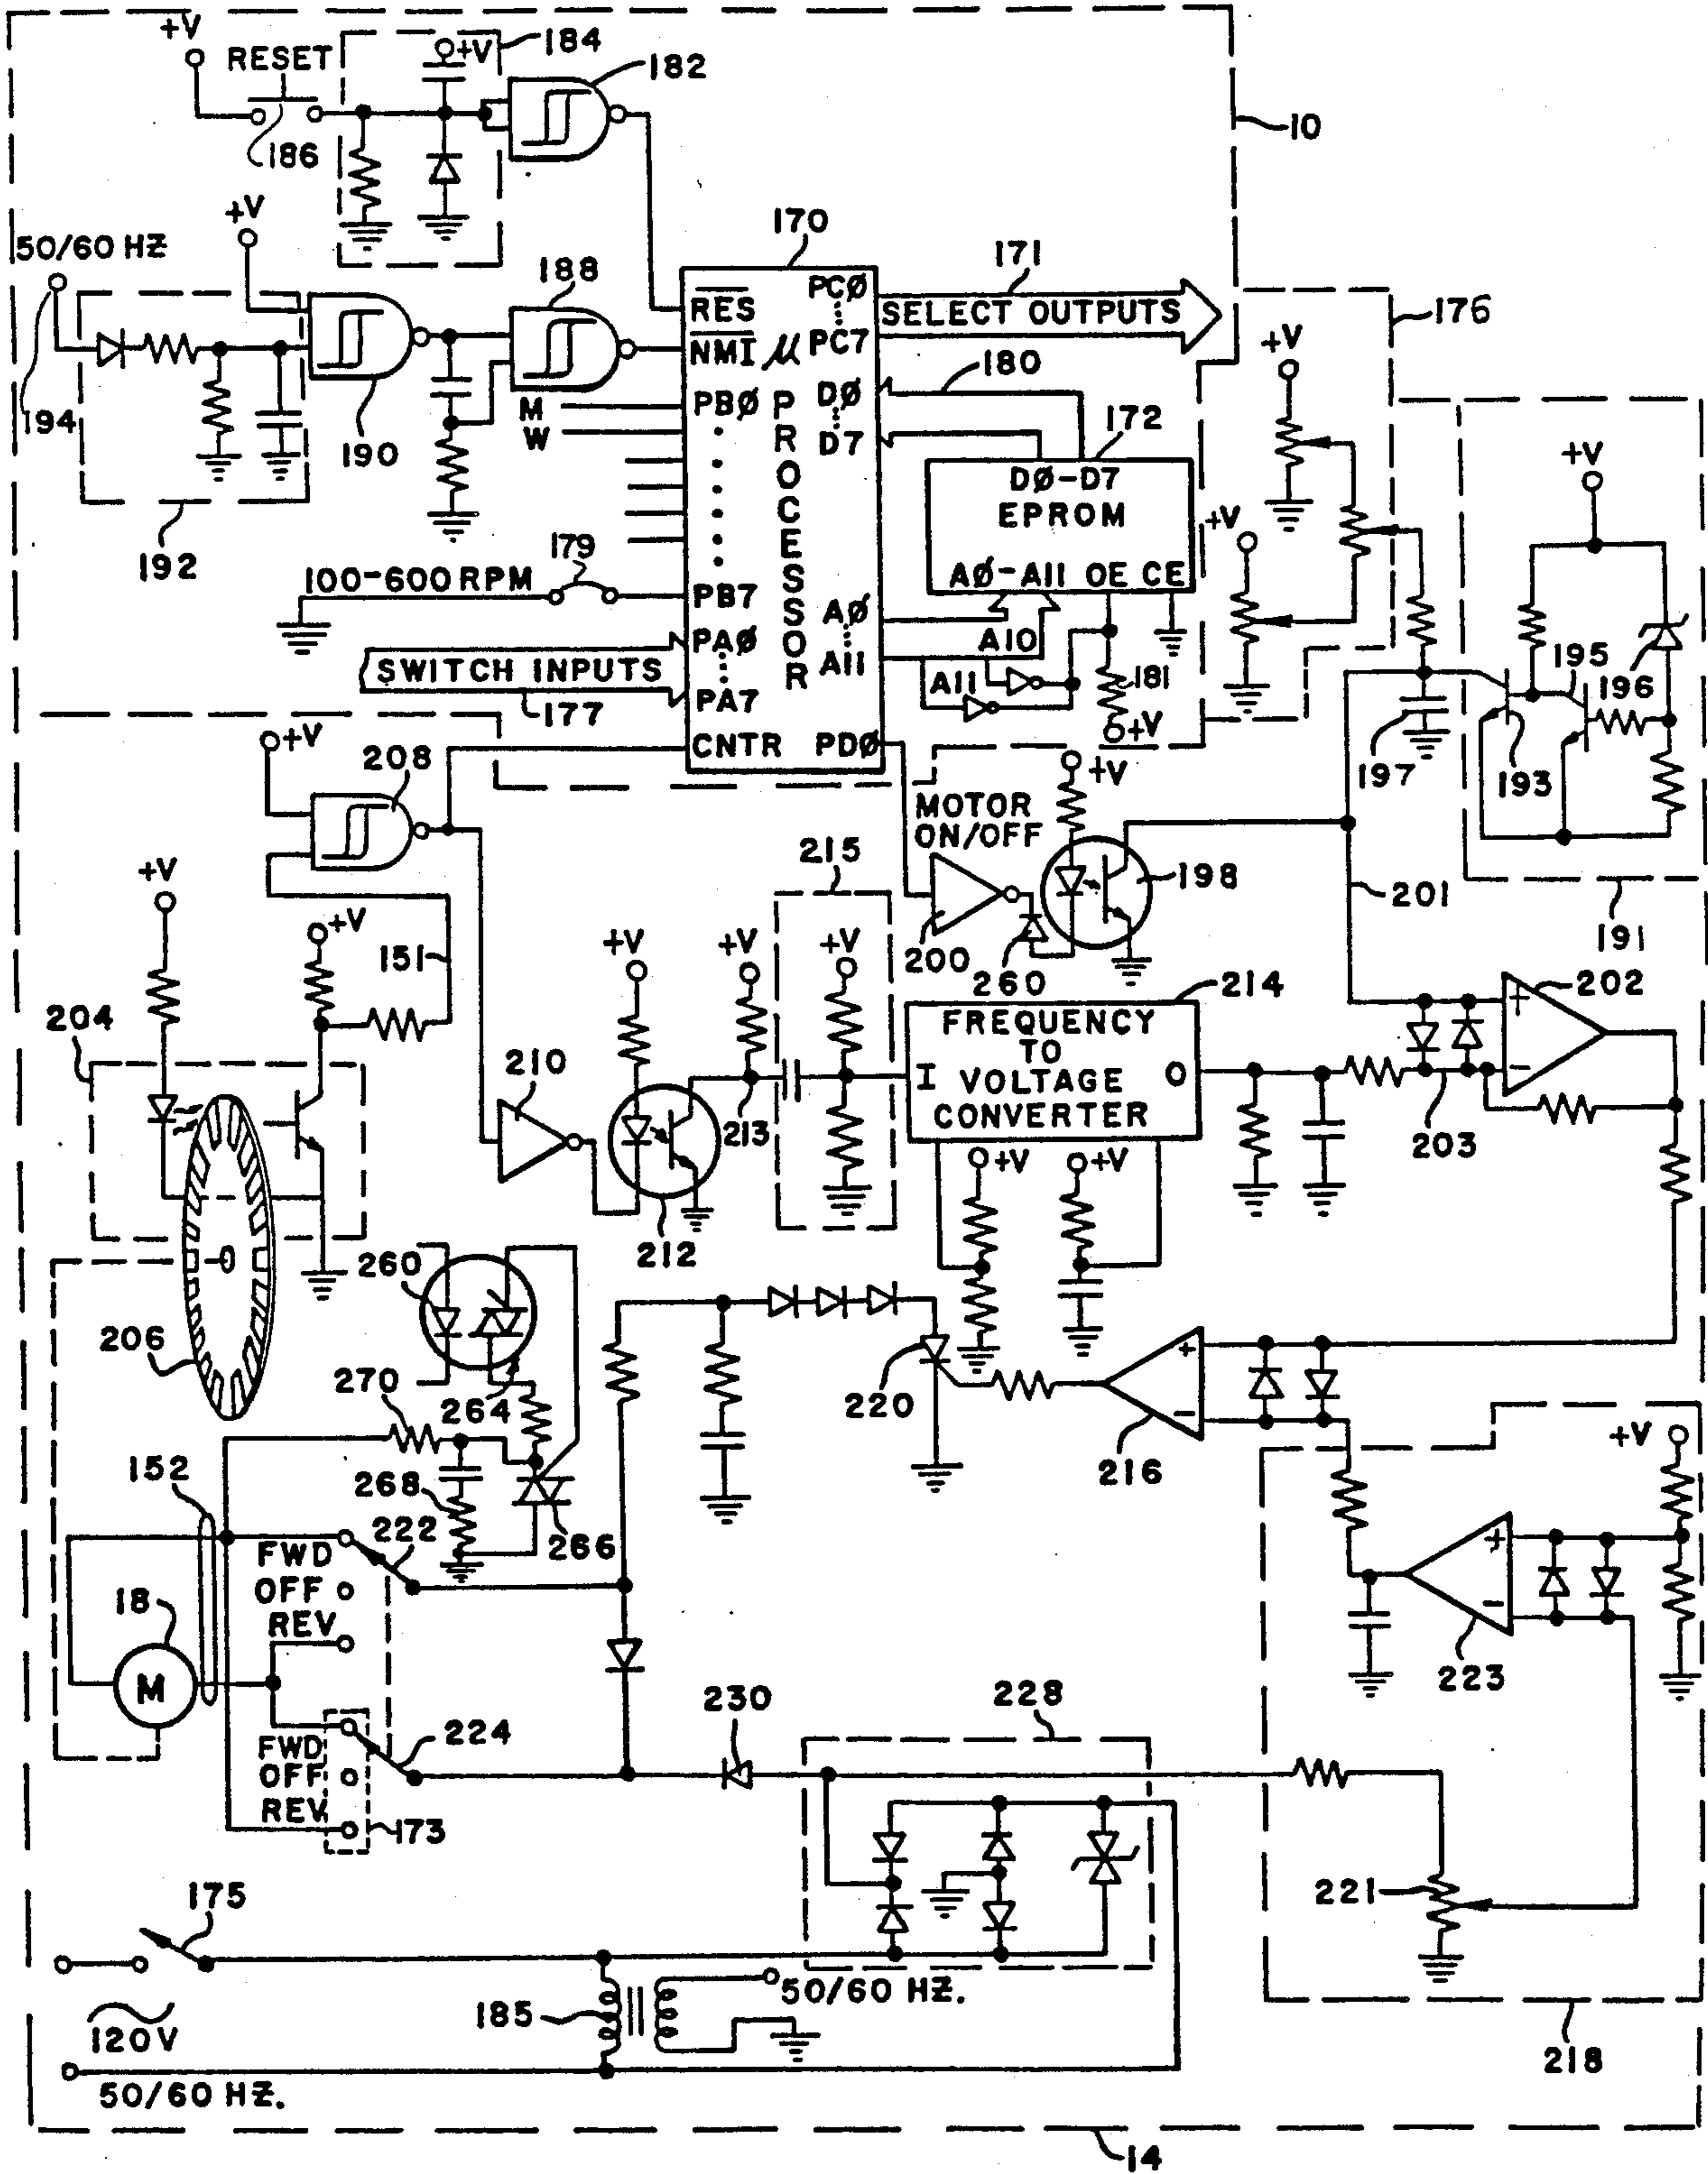 +V
RESET
+V
184
182
186
10
+V
50/60 HZ
194
188
190
192
170
171
RES
NMI
PCØ
PC7
SELECT OUTPUTS
176
+V
M
W
PBØ
PB7
µ PROCESSOR
DØ
D7
180
172
DØ-D7
EPROM
AØ-A11 OE CE
+V
+V
179
100-600 RPM
PAØ
PA7
SWITCH INPUTS
177
AØ
A11
A10
A11
181
+V
195
196
197
193
CNTR
PDØ
+V
208
MOTOR
ON/OFF
+V
198
201
191
215
+V
+V
151
200
260
202
204
+V
+V
+V
214
FREQUENCY
TO
VOLTAGE
CONVERTER
I
O
210
213
203
212
+V
+V
206
260
264
270
220
216
+V
152
268
222
266
FWD
OFF
REV
18
M
223
230
228
224
FWD
OFF
REV
173
175
221
185
50/60 HZ.
120V
50/60 HZ.
218
14